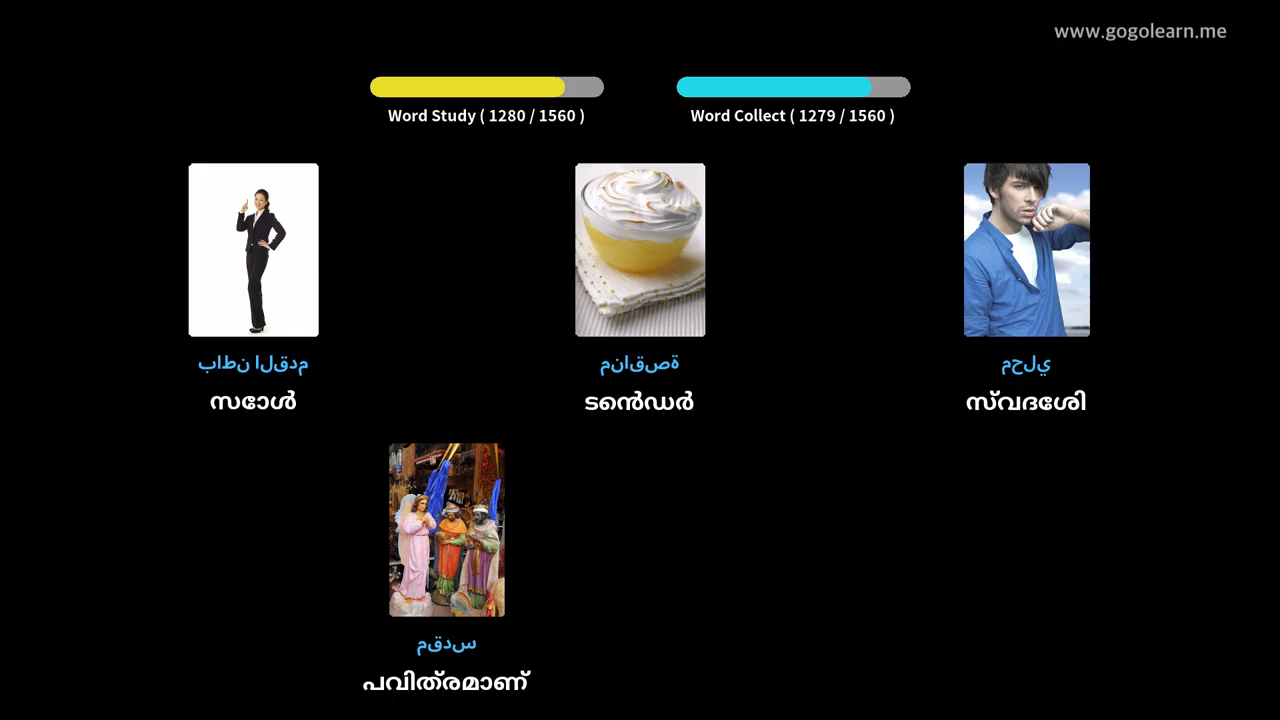 www.gogolearn.me
Word Study ( 1280 / 1560 )
Word Collect ( 1279 / 1560 )
باطن القدم
مناقصة
محلي
സോൾ
ടെൻഡർ
സ്വദേശി
مقدس
പവിത്രമാണ്